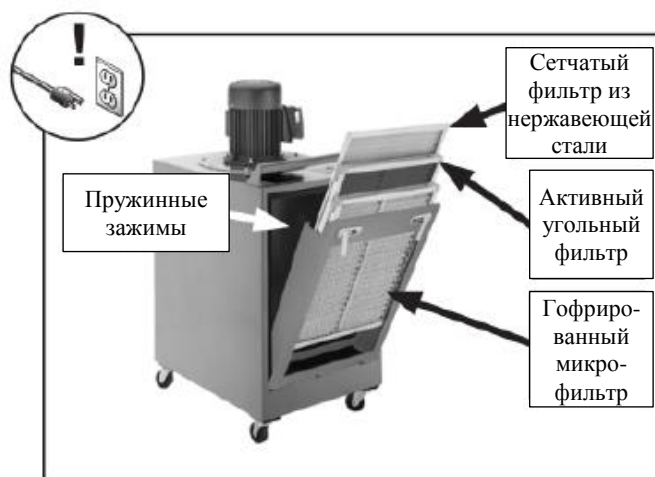 !
Сетчатый
фильтр из
нержавеющей
стали
Пружинные
зажимы
Активный
угольный
фильтр
Гофриро-
ванный
микро-
фильтр